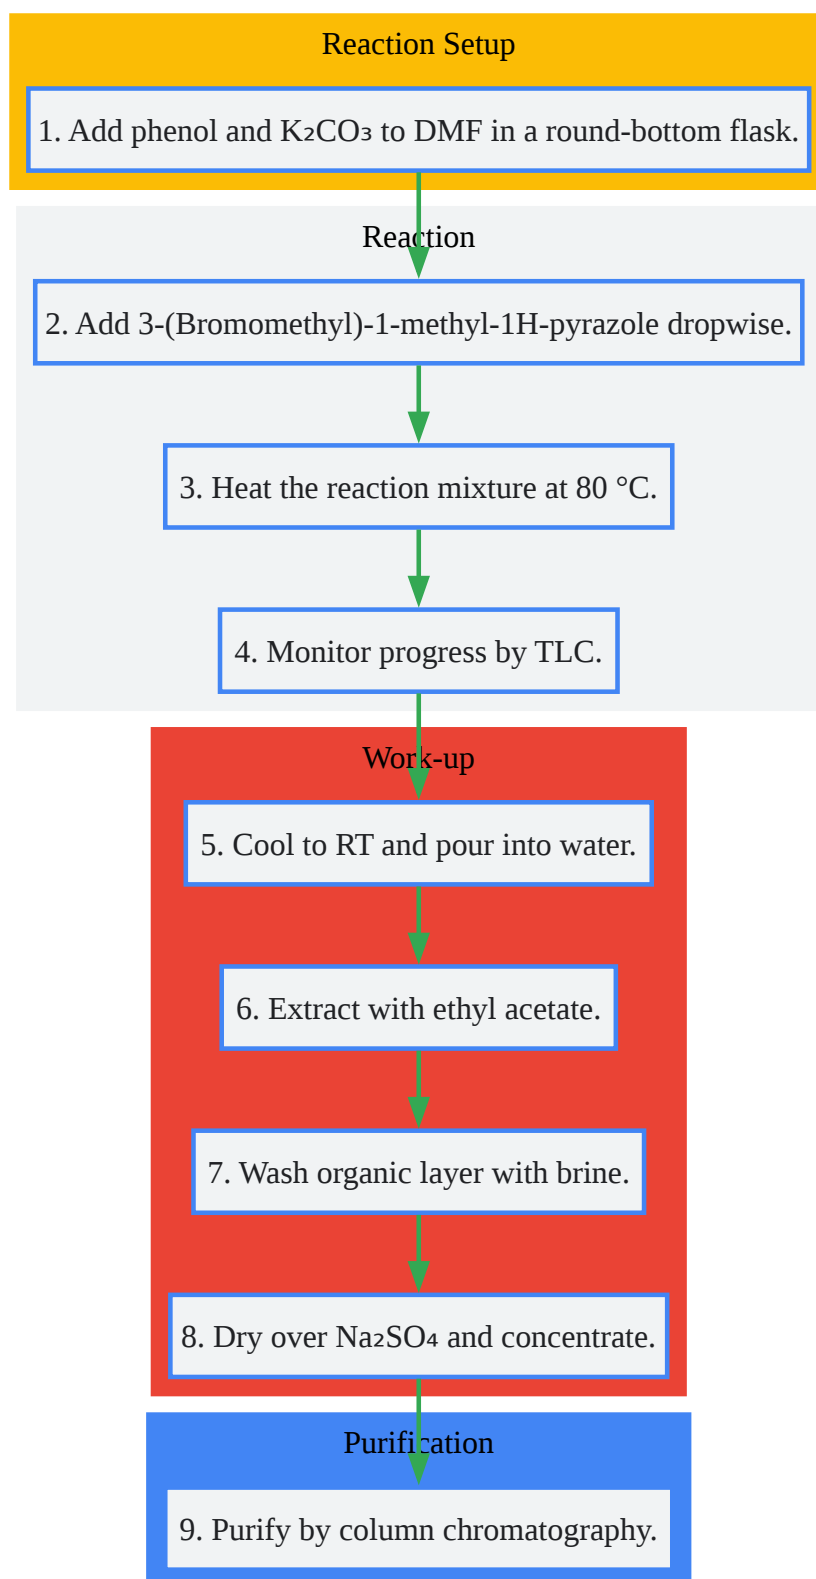 Reaction Setup
1. Add phenol and K₂CO₃ to DMF in a round-bottom flask.
Reaction
2. Add 3-(Bromomethyl)-1-methyl-1H-pyrazole dropwise.
3. Heat the reaction mixture at 80 °C.
4. Monitor progress by TLC.
Work-up
5. Cool to RT and pour into water.
6. Extract with ethyl acetate.
7. Wash organic layer with brine.
8. Dry over Na₂SO₄ and concentrate.
Purification
9. Purify by column chromatography.